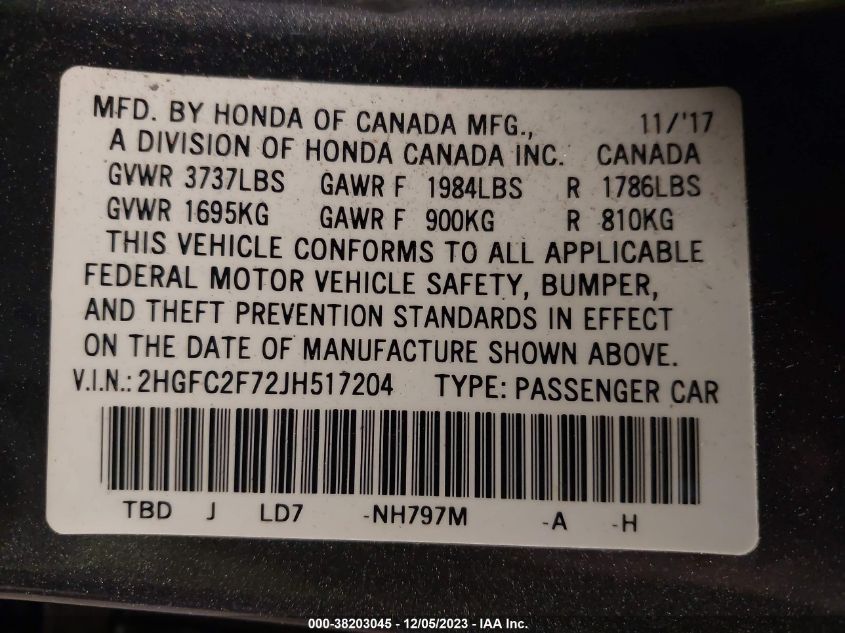 MFD. BY HONDA OF CANADA MFG., 11/'17
A DIVISION OF HONDA CANADA INC. CANADA
GVWR 3737LBS GAWR F 1984LBS R 1786LBS
GVWR 1695KG GAWR F 900KG R 810KG
THIS VEHICLE CONFORMS TO ALL APPLICABLE
FEDERAL MOTOR VEHICLE SAFETY, BUMPER,
AND THEFT PREVENTION STANDARDS IN EFFECT
ON THE DATE OF MANUFACTURE SHOWN ABOVE.
V.I.N.: 2HGFC2F72JH517204 TYPE: PASSENGER CAR
TBD J LD7 -NH797M -A -H
000-38203045 - 12/05/2023 - IAA Inc.